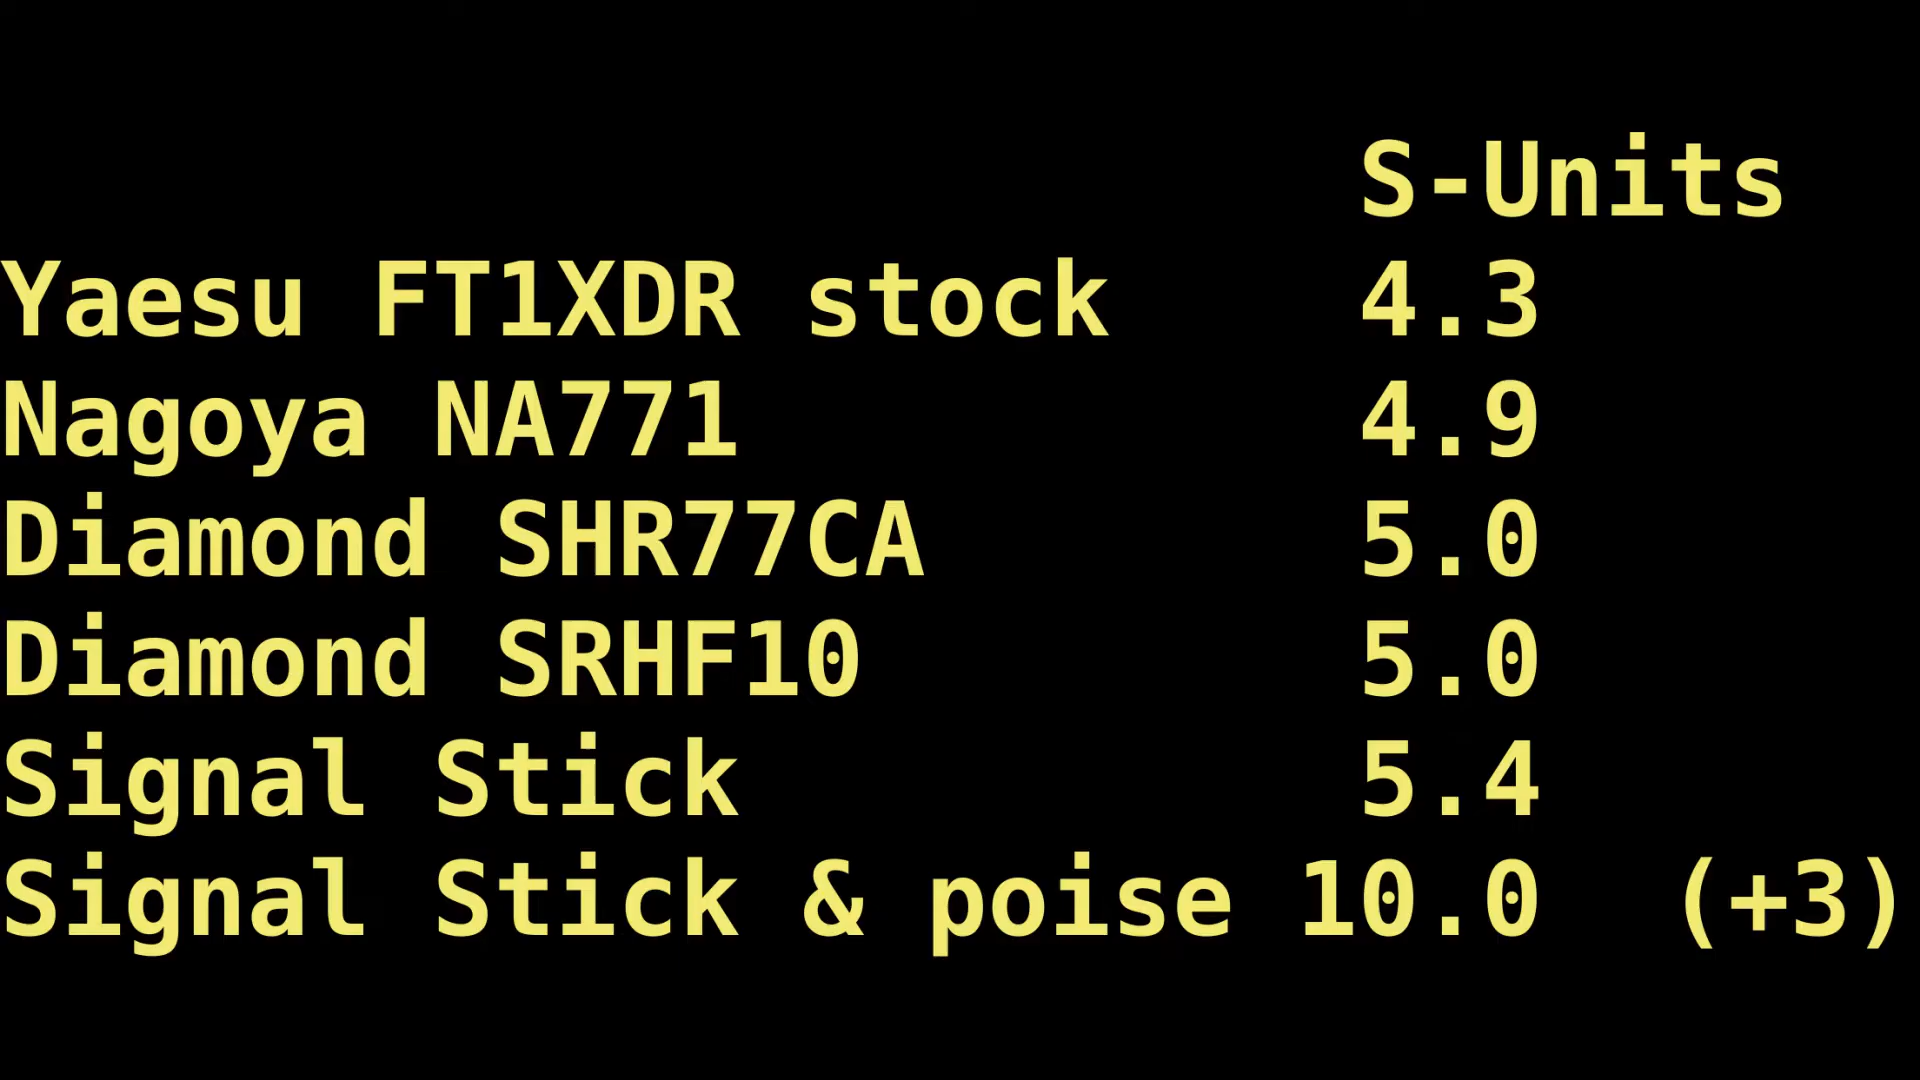 S-Units
Yaesu FT1XDR stock 4.3
Nagoya NA771 4.9
Diamond SHR77CA 5.0
Diamond SRHF10 5.0
Signal Stick 5.4
Signal Stick & poise 10.0 (+3)